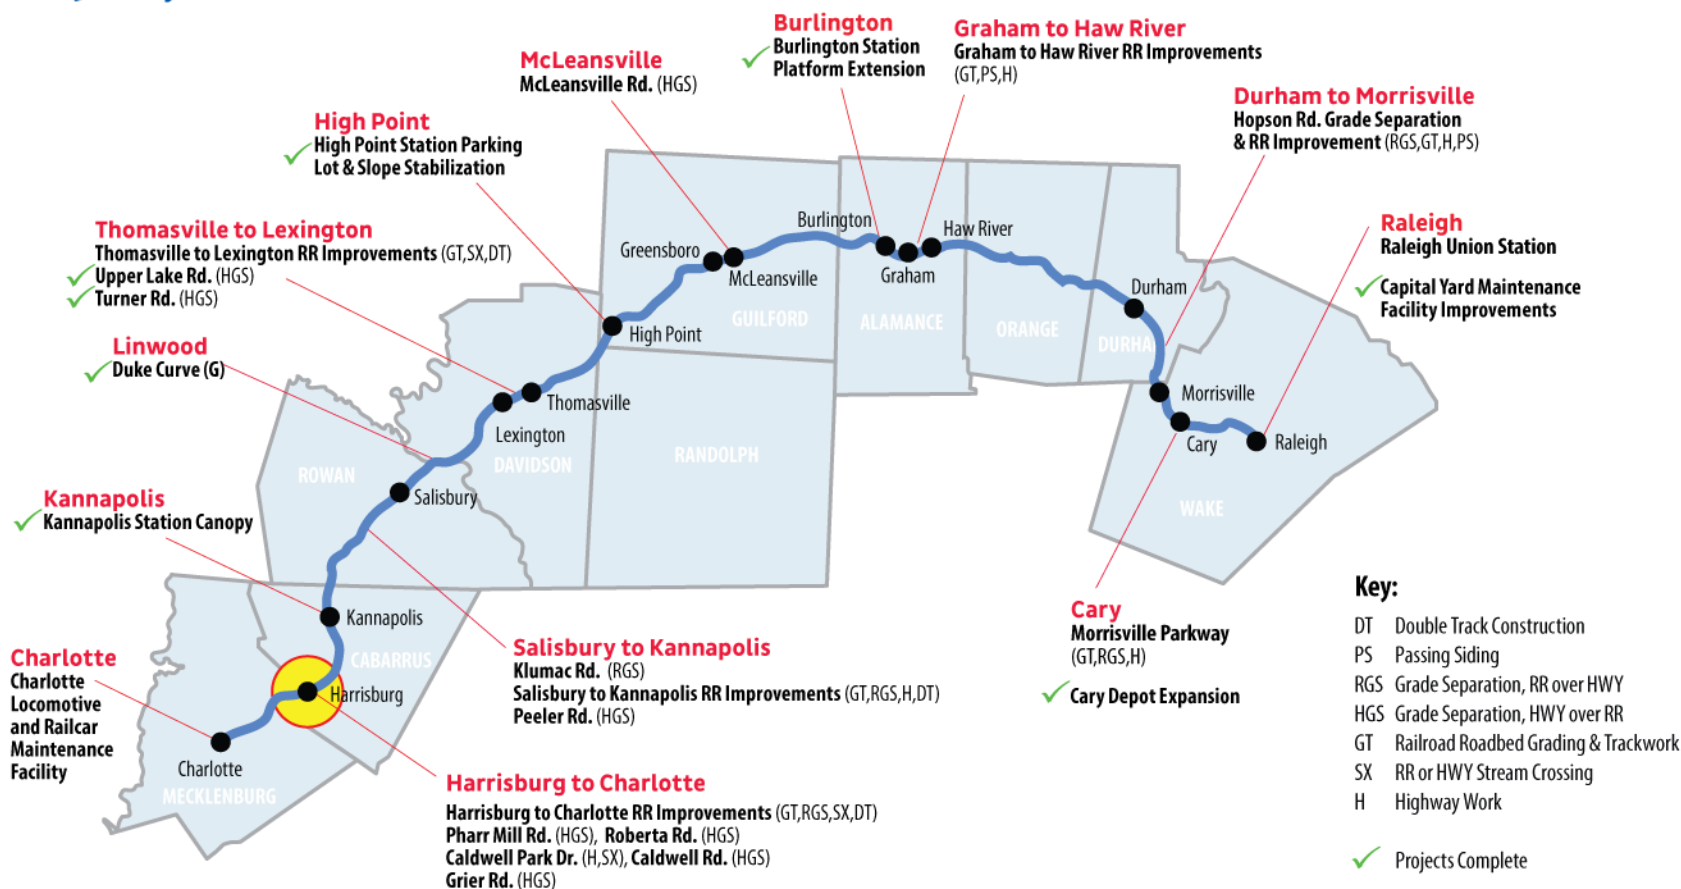 Burlington
Burlington Station
Platform Extension
Graham to Haw River
Graham to Haw River RR Improvements
(GT,PS,H)
McLeansville
McLeansville Rd. (HGS)
Durham to Morrisville
Hopson Rd. Grade Separation
& RR Improvement (RGS,GT,H,PS)
High Point
High Point Station Parking
Lot & Slope Stabilization
Thomasville to Lexington
Thomasville to Lexington RR Improvements (GT,SX,DT)
Upper Lake Rd. (HGS)
Turner Rd. (HGS)
Raleigh
Raleigh Union Station
Capital Yard Maintenance
Facility Improvements
Linwood
Duke Curve (G)
Burlington
Haw River
Greensboro
McLeansville
Graham
Durham
GUILFORD
ALAMANCE
ORANGE
DURHA
High Point
Morrisville
Thomasville
Lexington
Cary
Raleigh
DAVIDSON
RANDOLPH
ROWAN
Salisbury
WAKE
Kannapolis
Kannapolis Station Canopy
Kannapolis
CABARRUS
Harrisburg
Charlotte
MECKLENBURG
Charlotte
Charlotte
Locomotive
and Railcar
Maintenance
Facility
Salisbury to Kannapolis
Klumac Rd. (RGS)
Salisbury to Kannapolis RR Improvements (GT,RGS,H,DT)
Peeler Rd. (HGS)
Cary
Morrisville Parkway
(GT,RGS,H)
Cary Depot Expansion
Harrisburg to Charlotte
Harrisburg to Charlotte RR Improvements (GT,RGS,SX,DT)
Pharr Mill Rd. (HGS), Roberta Rd. (HGS)
Caldwell Park Dr. (H,SX), Caldwell Rd. (HGS)
Grier Rd. (HGS)
Key:
DT Double Track Construction
PS Passing Siding
RGS Grade Separation, RR over HWY
HGS Grade Separation, HWY over RR
GT Railroad Roadbed Grading & Trackwork
SX RR or HWY Stream Crossing
H Highway Work
Projects Complete